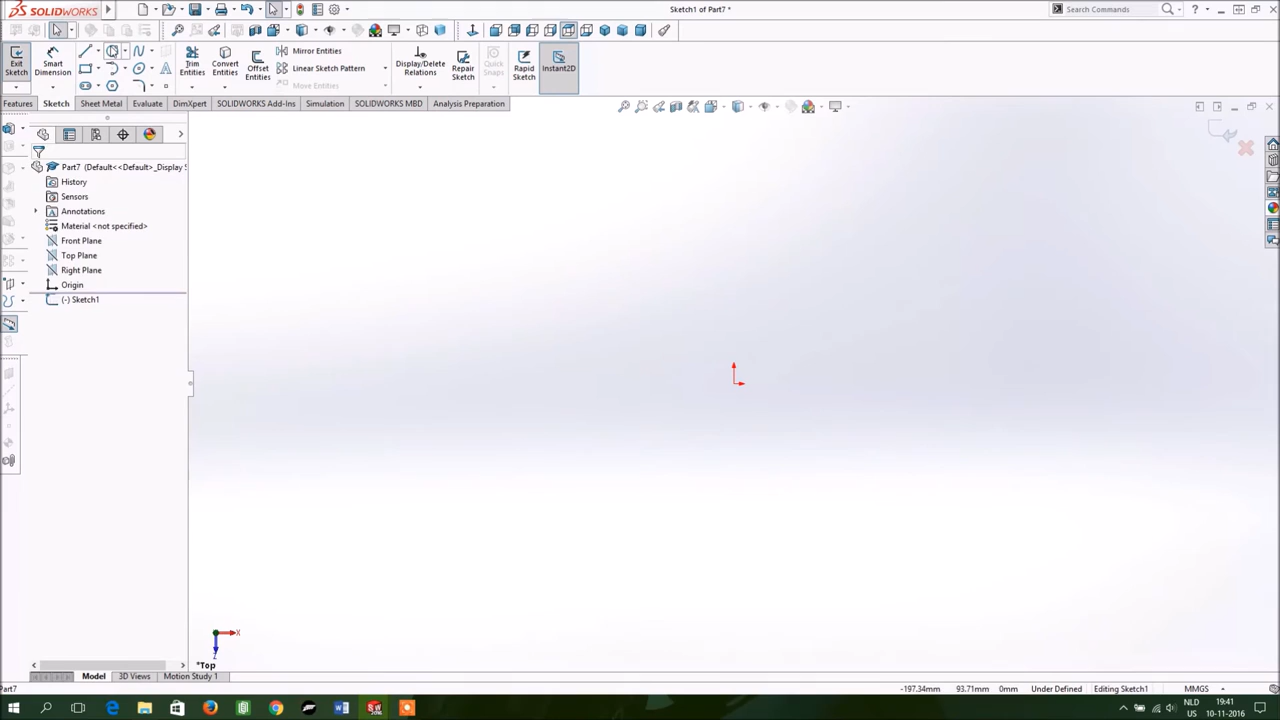 SOLIDWORKS
Sketch1 of Part7 *
Search Commands
Exit Sketch
Smart Dimension
Trim Entities
Convert Entities
Offset Entities
Mirror Entities
Linear Sketch Pattern
Move Entities
Display/Delete Relations
Repair Sketch
Quick Snaps
Rapid Sketch
Instant2D
Features
Sketch
Sheet Metal
Evaluate
DimXpert
SOLIDWORKS Add-Ins
Simulation
SOLIDWORKS MBD
Analysis Preparation
Part7 (Default<<Default>_Display S
History
Sensors
Annotations
Material <not specified>
Front Plane
Top Plane
Right Plane
Origin
(-) Sketch1
X
Z
*Top
Model
3D Views
Motion Study 1
Part7
-197.34mm
93.71mm
0mm
Under Defined
Editing Sketch1
MMGS
NLD
US
19:41
10-11-2016